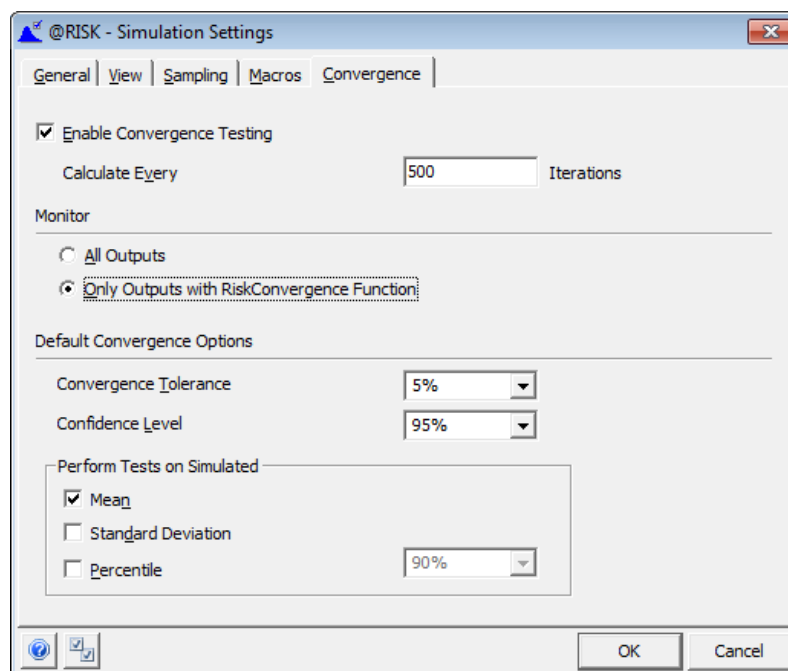 @RISK - Simulation Settings
General View Sampling Macros Convergence
Enable Convergence Testing
Calculate Every 500 Iterations
Monitor
All Outputs
Only Outputs with RiskConvergence Function
Default Convergence Options
Convergence Tolerance 5%
Confidence Level 95%
Perform Tests on Simulated
Mean
Standard Deviation
Percentile 90%
OK Cancel